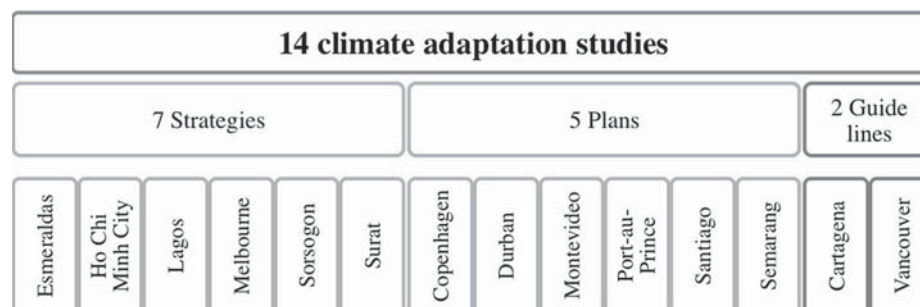 14 climate adaptation studies
7 Strategies
5 Plans
2 Guide
lines
Esmeraldas
Ho Chi
Minh City
Lagos
Melbourne
Sorsogon
Surat
Copenhagen
Durban
Montevideo
Port-au-
Prince
Santiago
Semarang
Cartagena
Vancouver